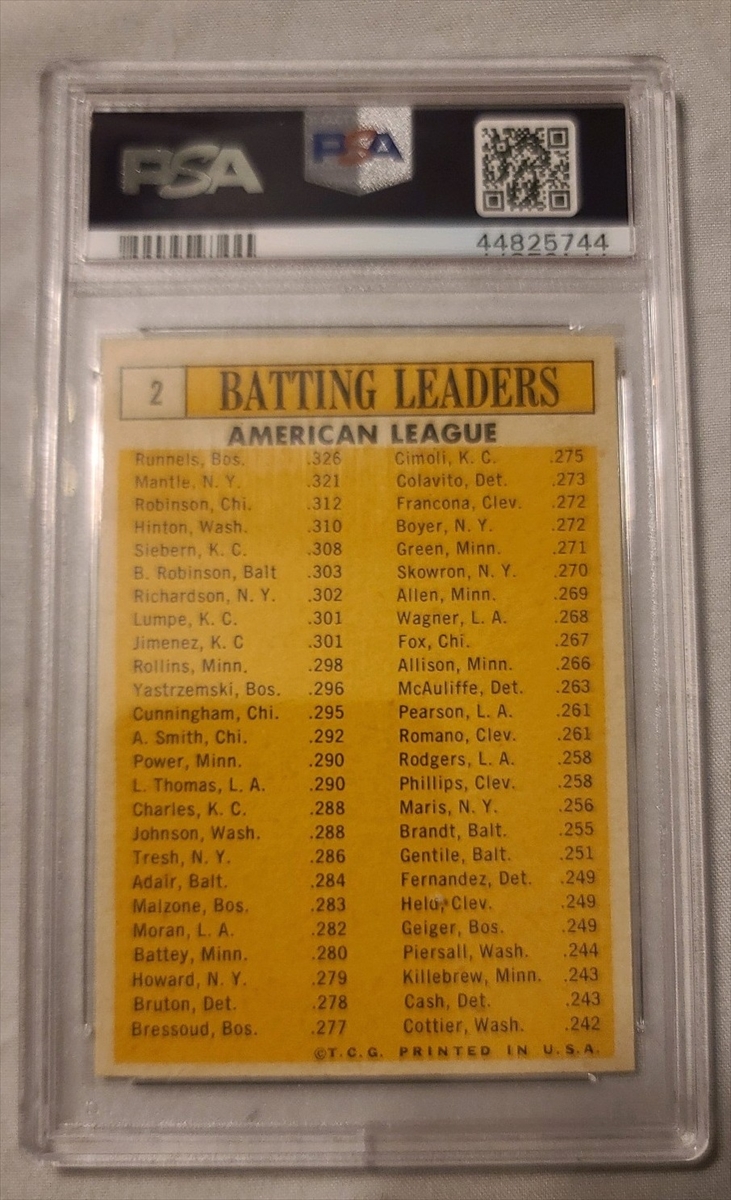 PSA
PSA
44825744
2 BATTING LEADERS
AMERICAN LEAGUE
Runnels, Bos. .326
Mantle, N. Y. .321
Robinson, Chi. .312
Hinton, Wash. .310
Siebern, K. C. .308
B. Robinson, Balt .303
Richardson, N. Y. .302
Lumpe, K. C. .301
Jimenez, K. C .301
Rollins, Minn. .298
Yastrzemski, Bos. .296
Cunningham, Chi. .295
A. Smith, Chi. .292
Power, Minn. .290
L. Thomas, L. A. .290
Charles, K. C. .288
Johnson, Wash. .288
Tresh, N. Y. .286
Adair, Balt. .284
Malzone, Bos. .283
Moran, L. A. .282
Battey, Minn. .280
Howard, N. Y. .279
Bruton, Det. .278
Bressoud, Bos. .277
Cimoli, K. C. .275
Colavito, Det. .273
Francona, Clev. .272
Boyer, N. Y. .272
Green, Minn. .271
Skowron, N. Y. .270
Allen, Minn. .269
Wagner, L. A. .268
Fox, Chi. .267
Allison, Minn. .266
McAuliffe, Det. .263
Pearson, L. A. .261
Romano, Clev. .261
Rodgers, L. A. .258
Phillips, Clev. .258
Maris, N. Y. .256
Brandt, Balt. .255
Gentile, Balt. .251
Fernandez, Det. .249
Held, Clev. .249
Geiger, Bos. .249
Piersall, Wash. .244
Killebrew, Minn. .243
Cash, Det. .243
Cottier, Wash. .242
©T.C.G. PRINTED IN U.S.A.